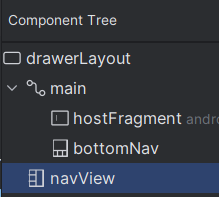 Component Tree
drawerLayout
main
hostFragment andro
bottomNav
navView